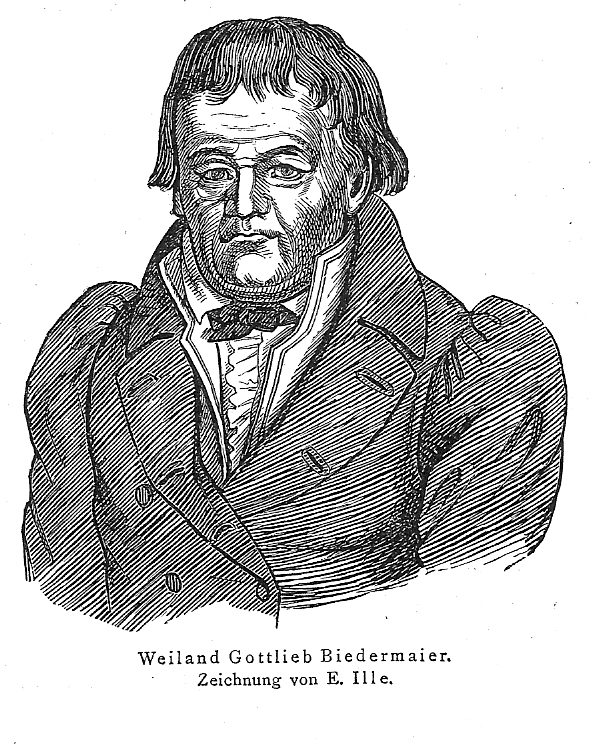 Weiland Gottlieb Biedermaier.
Zeichnung von E. Ille.